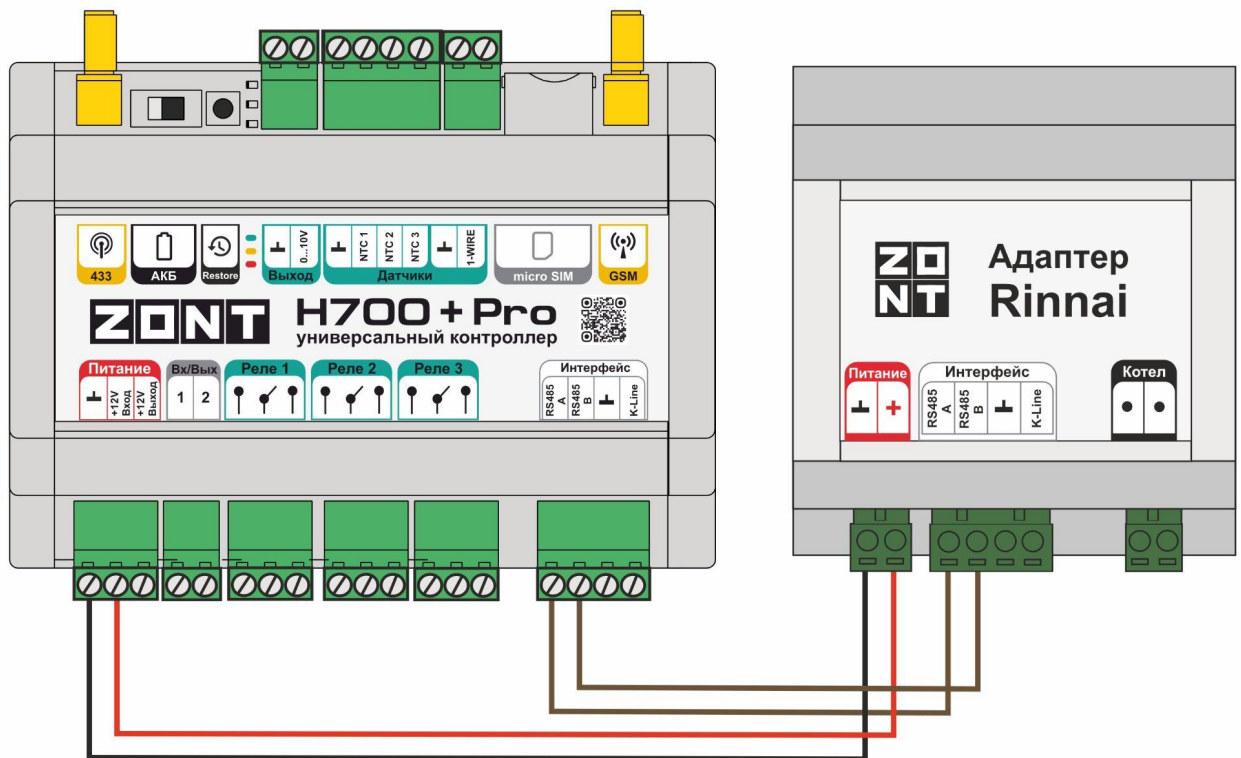 433
АКБ
Restore
0...10V
Выход
NTC 1
NTC 2
NTC 3
1-WIRE
Датчики
micro SIM
GSM
ZONT
H700+Pro
универсальный контроллер
Питание
+12V Вход
+12V Выход
Вх/Вых
1 2
Реле 1
Реле 2
Реле 3
Интерфейс
RS485 A
RS485 B
K-Line
ZONT
Адаптер
Rinnai
Питание
+
Интерфейс
RS485 A
RS485 B
K-Line
Котел